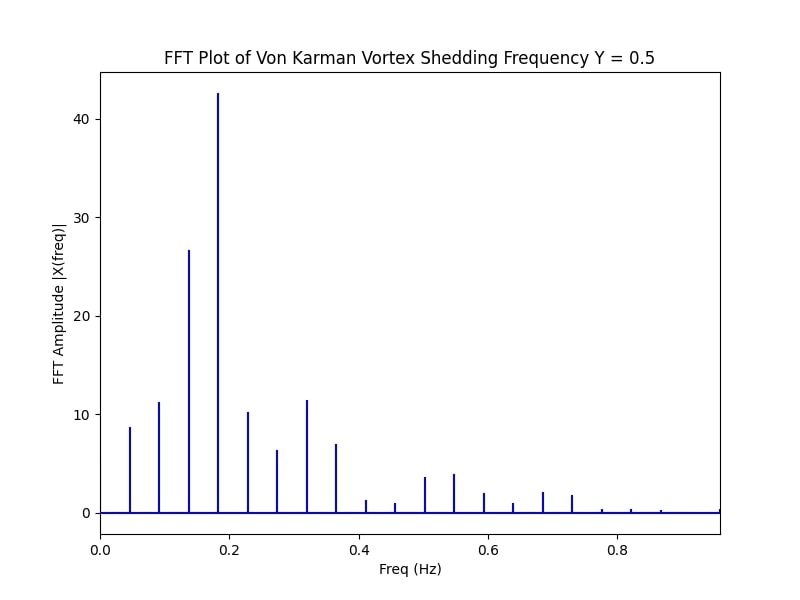 FFT Plot of Von Karman Vortex Shedding Frequency Y = 0.5
FFT Amplitude |X(freq)|
40
30
20
10
0
0.0 0.2 0.4 0.6 0.8
Freq (Hz)